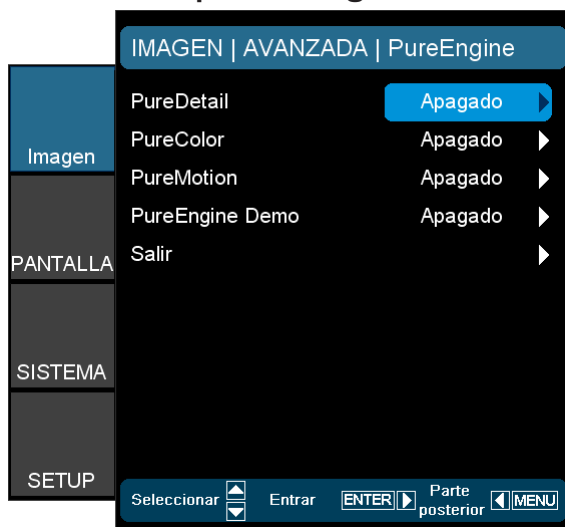 IMAGEN | AVANZADA | PureEngine
PureDetail Apagado
PureColor Apagado
PureMotion Apagado
PureEngine Demo Apagado
Salir
Imagen
PANTALLA
SISTEMA
SETUP
Seleccionar Entrar ENTER Parte posterior MENU